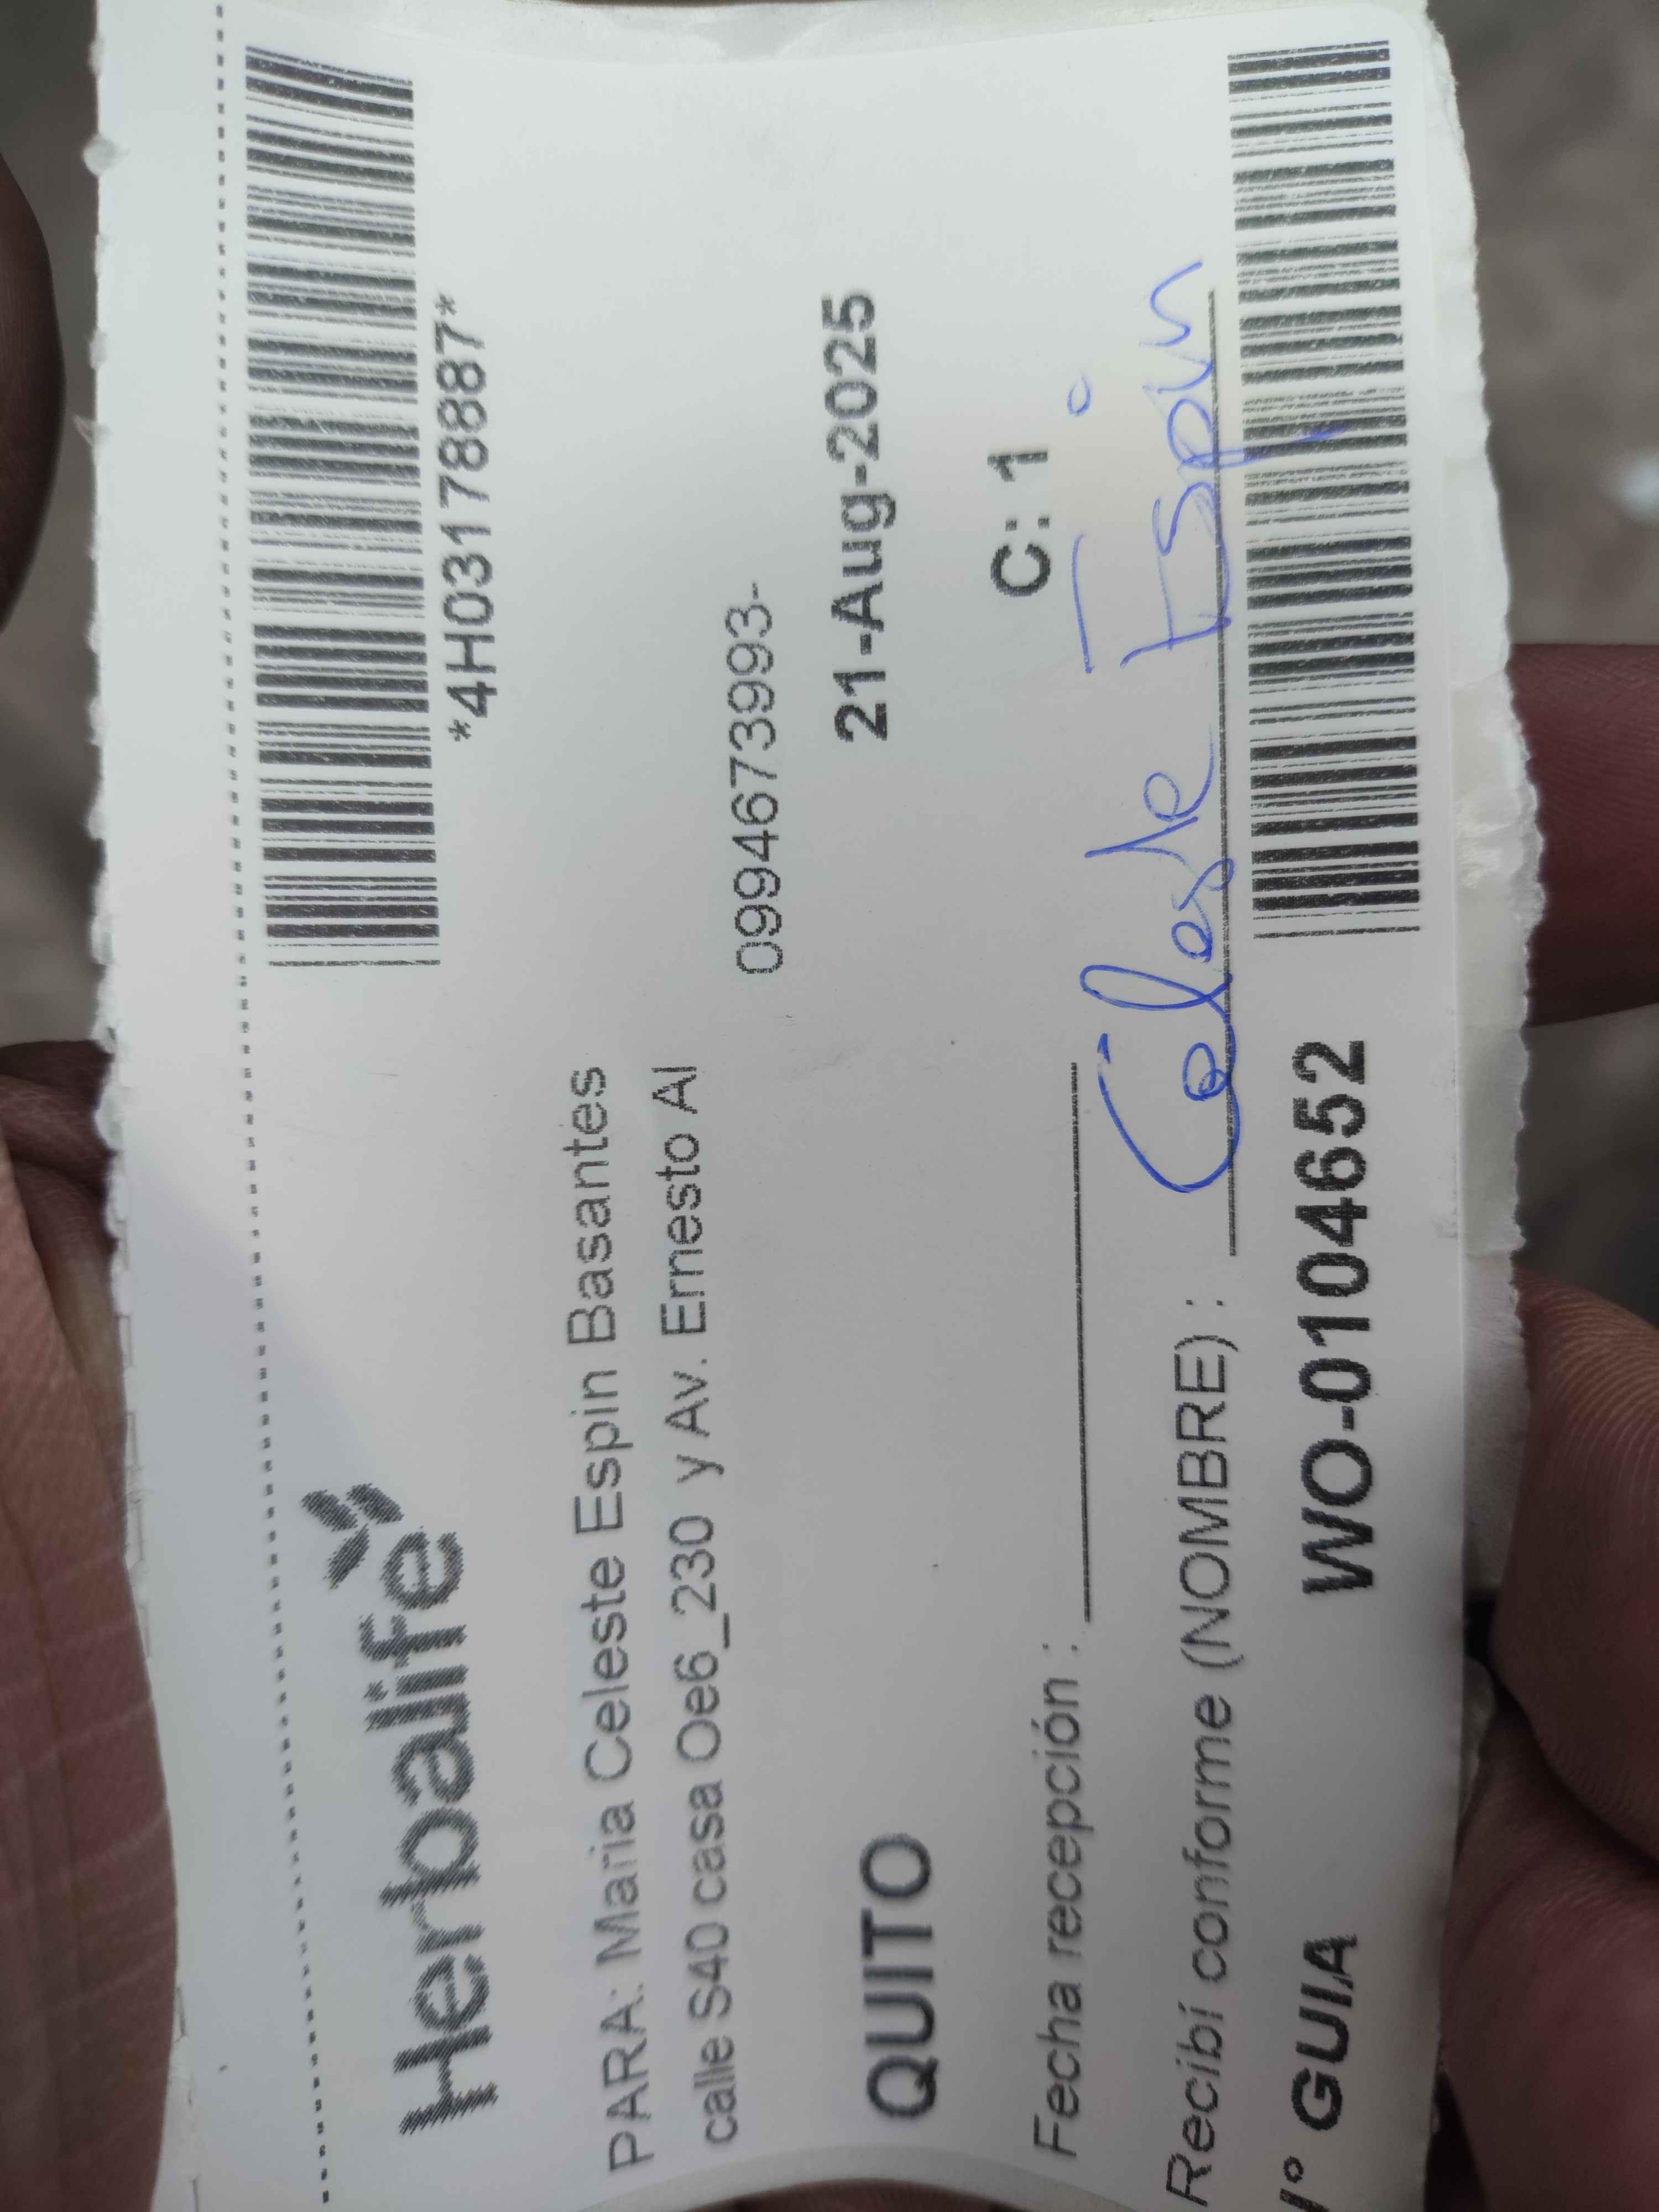 Herbalife
*4H03178887*
PARA: Maria Celeste Espin Basantes
calle S40 casa Oe6_230 y Av. Ernesto Al
0994673993-
QUITO
21-Aug-2025
C: 1
Fecha recepción :
Recibí conforme (NOMBRE) : Celeste Espin
° GUIA WO-0104652